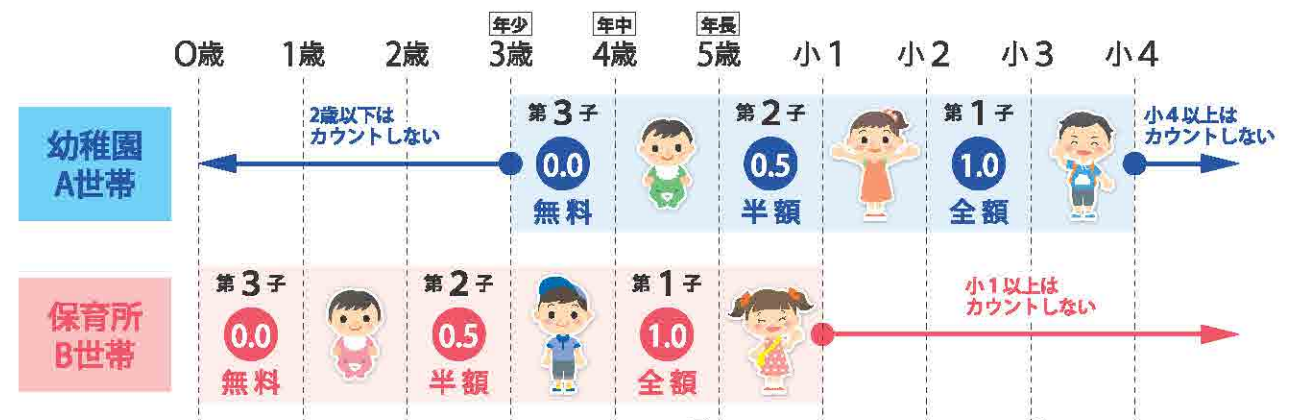 年少 年中 年長
0歳 1歳 2歳 3歳 4歳 5歳 小1 小2 小3 小4
幼稚園
A世帯
2歳以下は
カウントしない
第3子 第2子 第1子
0.0 0.5 1.0
無料 半額 全額
小4以上は
カウントしない
保育所
B世帯
第3子 第2子 第1子
0.0 0.5 1.0
無料 半額 全額
小1以上は
カウントしない